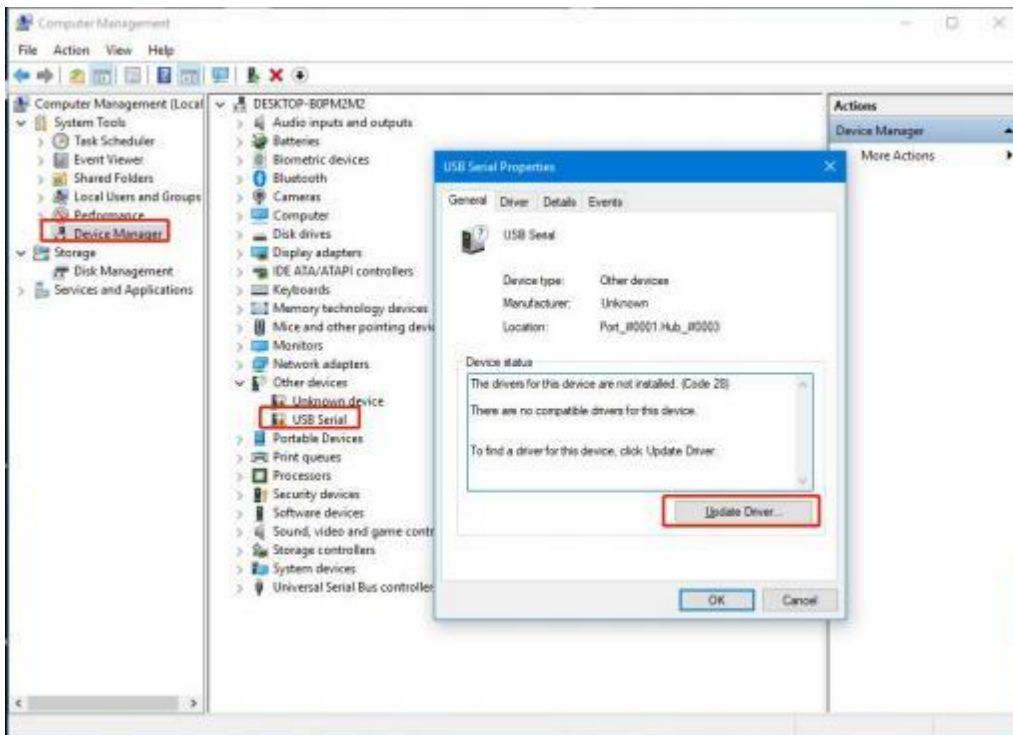 Computer Management
File Action View Help
Computer Management (Local
System Tools
Task Scheduler
Event Viewer
Shared Folders
Local Users and Groups
Performance
Device Manager
Storage
Disk Management
Services and Applications
DESKTOP-B0PM2M2
Audio inputs and outputs
Batteries
Biometric devices
Bluetooth
Cameras
Computer
Disk drives
Display adapters
IDE ATA/ATAPI controllers
Keyboards
Memory technology devices
Mice and other pointing devi
Monitors
Network adapters
Other devices
Unknown device
USB Serial
Portable Devices
Print queues
Processors
Security devices
Software devices
Sound, video and game contr
Storage controllers
System devices
Universal Serial Bus controller
USB Serial Properties
General Driver Details Events
USB Serial
Device type: Other devices
Manufacturer: Unknown
Location: Port_#0001.Hub_#0003
Device status
The drivers for this device are not installed. (Code 28)
There are no compatible drivers for this device.
To find a driver for this device, click Update Driver.
Update Driver...
OK Cancel
Actions
Device Manager
More Actions